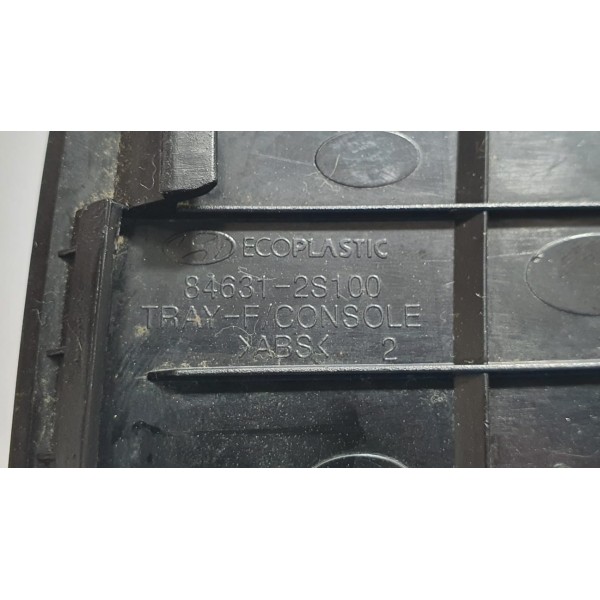 ECOPLASTIC
84631-2S100
TRAY-F/CONSOLE
>ABS< 2